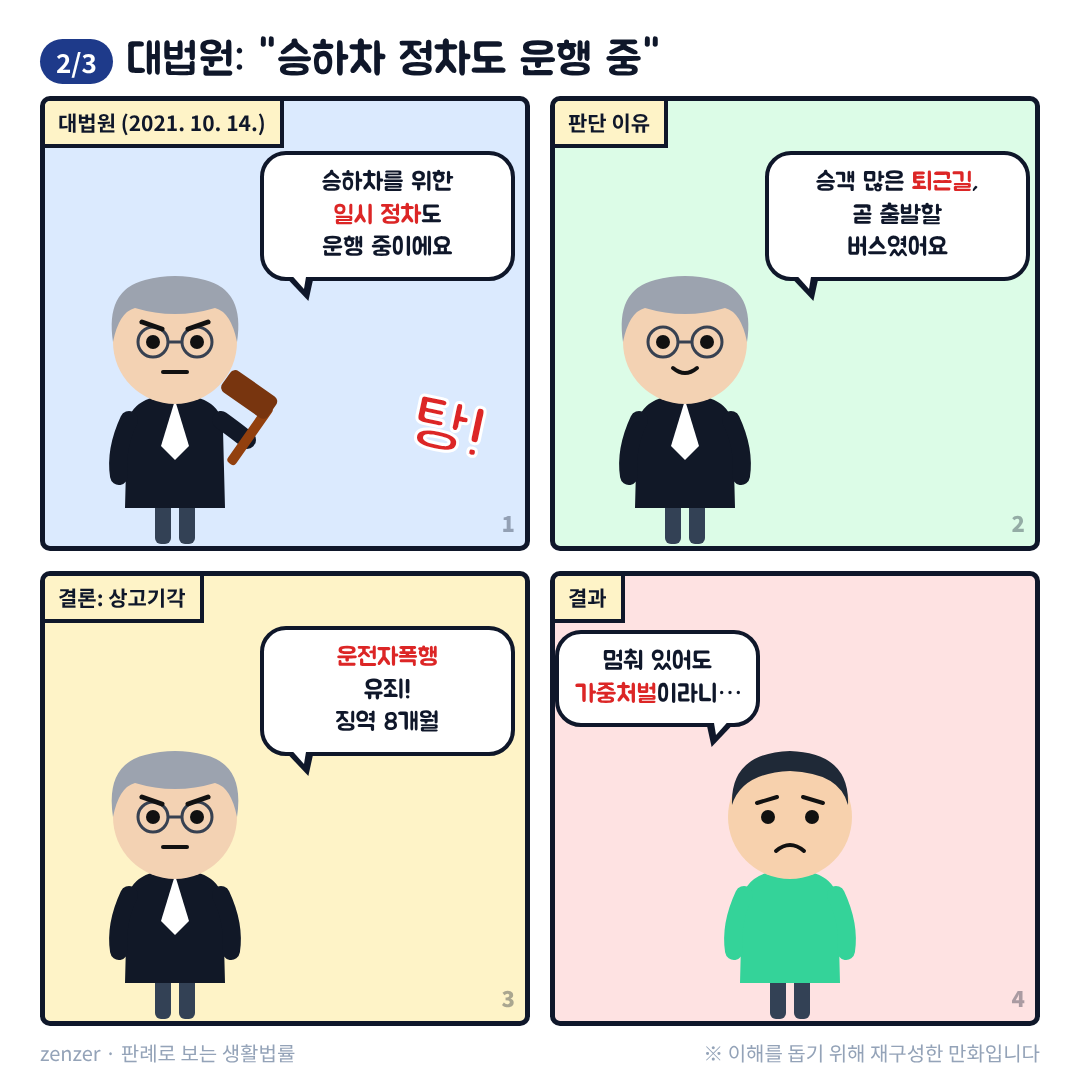 2/3 대법원: "승하차 정차도 운행 중"
대법원 (2021. 10. 14.)
승하차를 위한
일시 정차도
운행 중이에요
탕!
1
판단 이유
승객 많은 퇴근길,
곧 출발할
버스였어요
2
결론: 상고기각
운전자폭행
유죄!
징역 8개월
3
결과
멈춰 있어도
가중처벌이라니…
4
zenzer · 판례로 보는 생활법률
※ 이해를 돕기 위해 재구성한 만화입니다